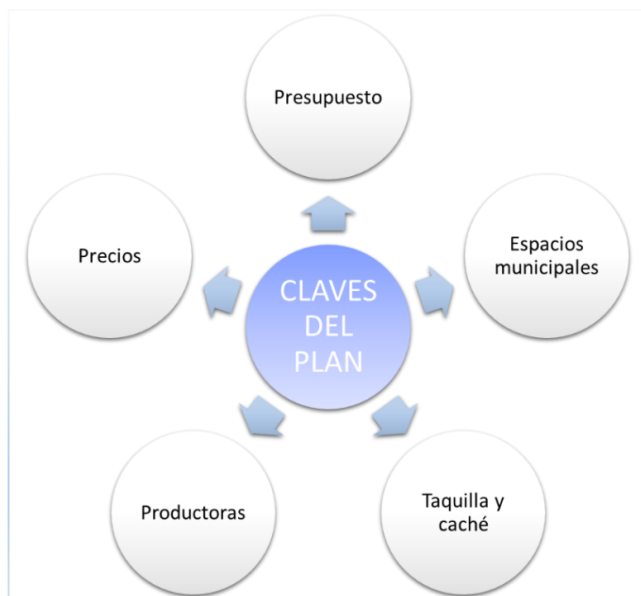 Presupuesto
Precios
Espacios
municipales
CLAVES
DEL
PLAN
Productoras
Taquilla y
caché